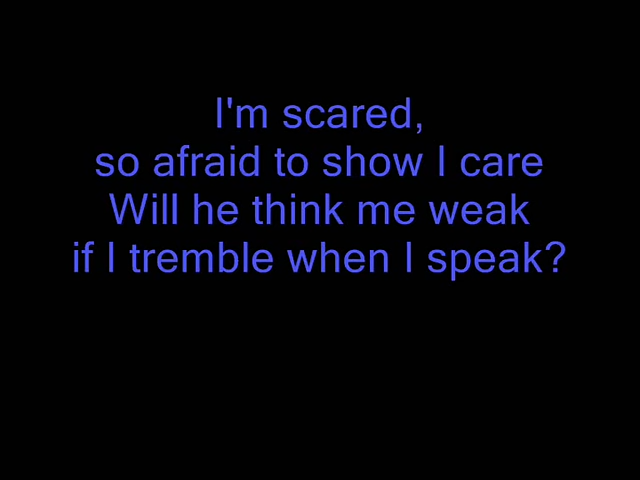 I'm scared,
so afraid to show I care
Will he think me weak
if I tremble when I speak?